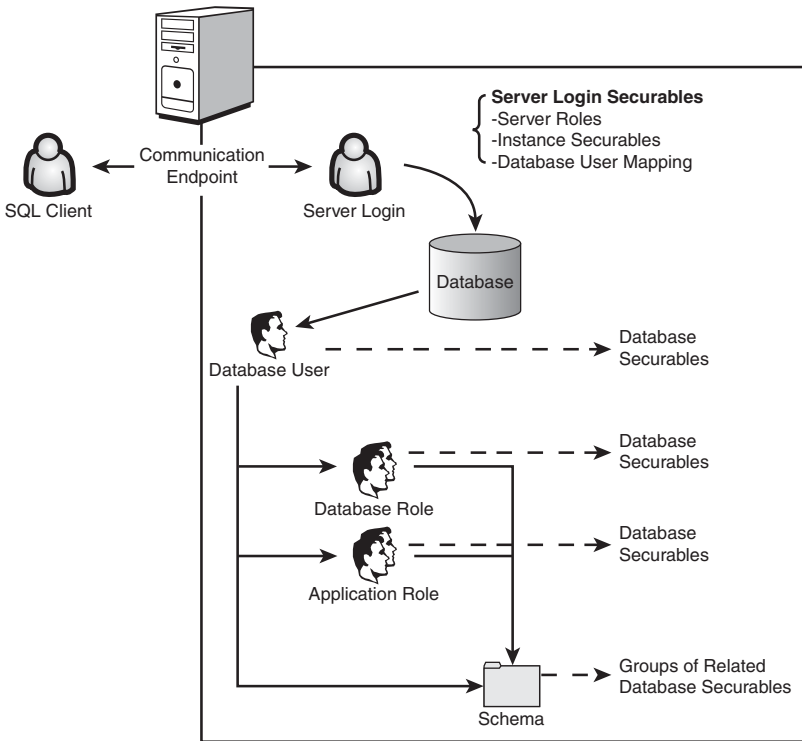 Server Login Securables
-Server Roles
-Instance Securables
-Database User Mapping
Communication
Endpoint
SQL Client
Server Login
Database
Database User
Database
Securables
Database
Securables
Database Role
Database
Securables
Application Role
Groups of Related
Database Securables
Schema